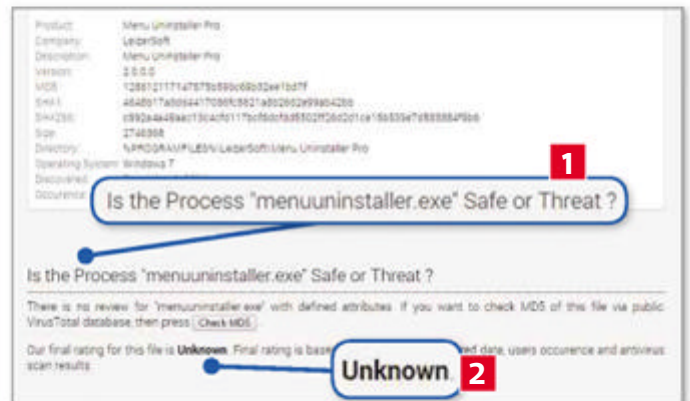 Product: Menu Uninstaller Pro
Company: LeizerSoft
Description: Menu Uninstaller Pro
Version: 2.0.0.0
MD5:
SHA1:
SHA256:
Size:
Directory: %PROGRAMFILES%\LeizerSoft\Menu Uninstaller Pro
Operating System: Windows 7
Discovered:
Occurence:
1
Is the Process "menuuninstaller.exe" Safe or Threat ?
Is the Process "menuuninstaller.exe" Safe or Threat ?
There is no review for "menuuninstaller.exe" with defined attributes. If you want to check MD5 of this file via public
VirusTotal database, then press Check MD5
Our final rating for this file is Unknown. Final rating is based date, users occurence and antivirus
scan results
Unknown.
2